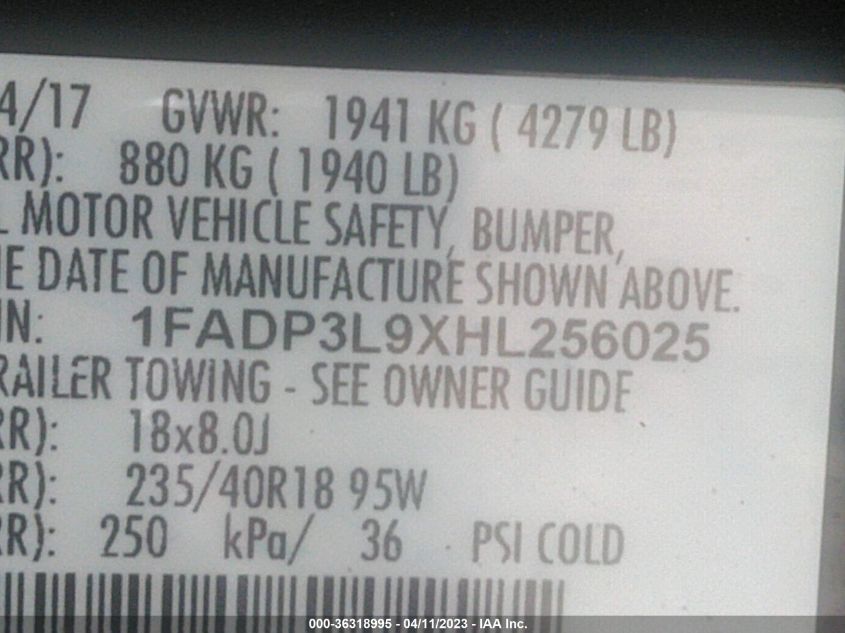 4/17 GVWR: 1941 KG ( 4279 LB)
RR): 880 KG ( 1940 LB)
L MOTOR VEHICLE SAFETY, BUMPER,
E DATE OF MANUFACTURE SHOWN ABOVE.
IN: 1FADP3L9XHL256025
RAILER TOWING - SEE OWNER GUIDE
RR): 18x8.0J
RR): 235/40R18 95W
RR): 250 kPa/ 36 PSI COLD
000-36318995 - 04/11/2023 - IAA Inc.